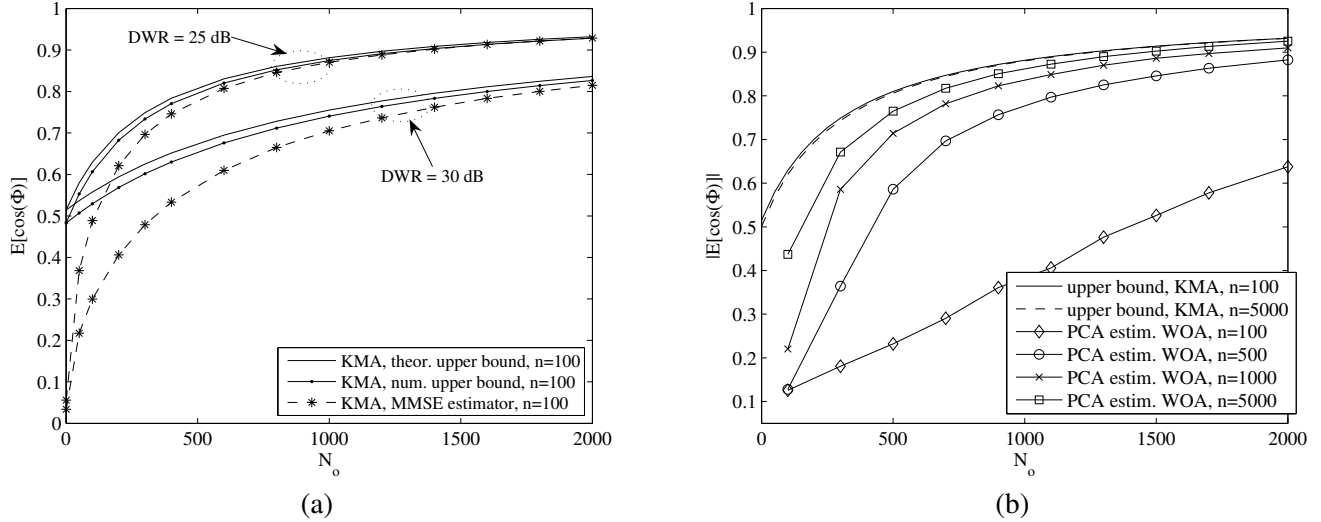 1
0.9
0.8
0.7
0.6
0.5
0.4
0.3
0.2
0.1
0
E[cos(Φ)]
DWR = 25 dB
DWR = 30 dB
KMA, theor. upper bound, n=100
KMA, num. upper bound, n=100
KMA, MMSE estimator, n=100
0 500 1000 1500 2000
N_o
(a)
1
0.9
0.8
0.7
0.6
0.5
0.4
0.3
0.2
0.1
|E[cos(Φ)]|
upper bound, KMA, n=100
upper bound, KMA, n=5000
PCA estim. WOA, n=100
PCA estim. WOA, n=500
PCA estim. WOA, n=1000
PCA estim. WOA, n=5000
0 500 1000 1500 2000
N_o
(b)